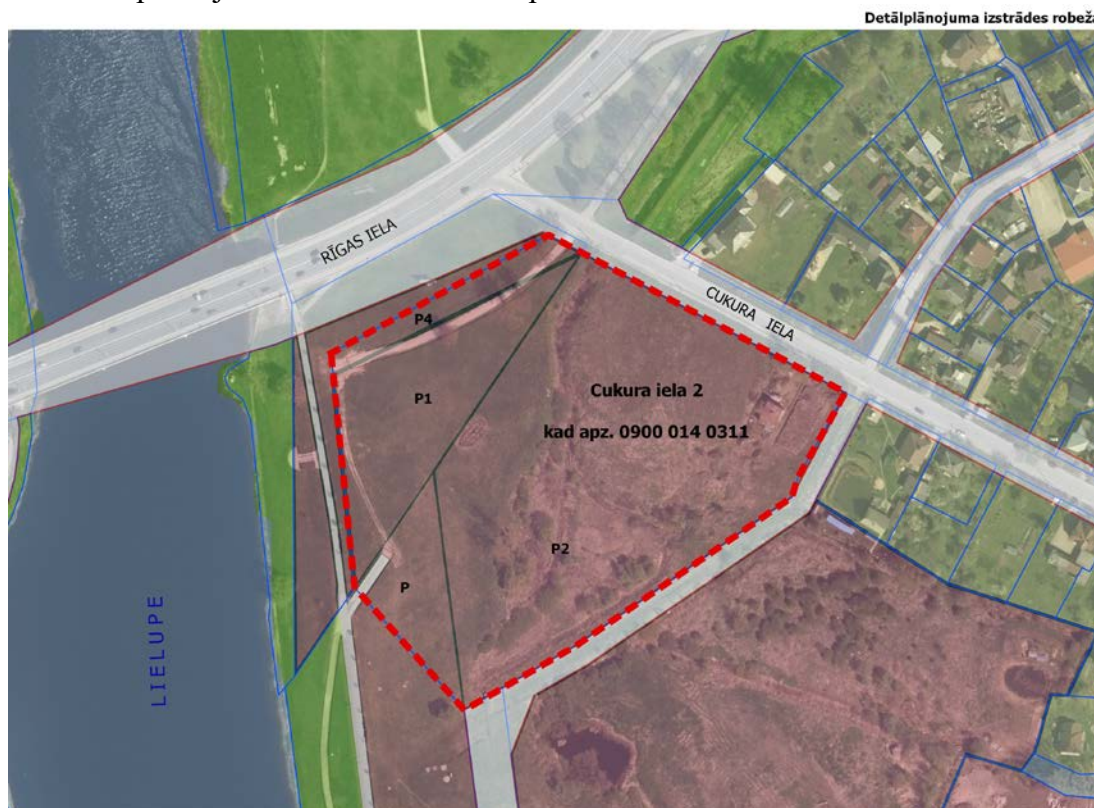 Detālplānojuma izstrādes robeža
RĪGAS IELA
CUKURA IELA
P4
P1
Cukura iela 2
kad apz. 0900 014 0311
P2
P
LIELUPE